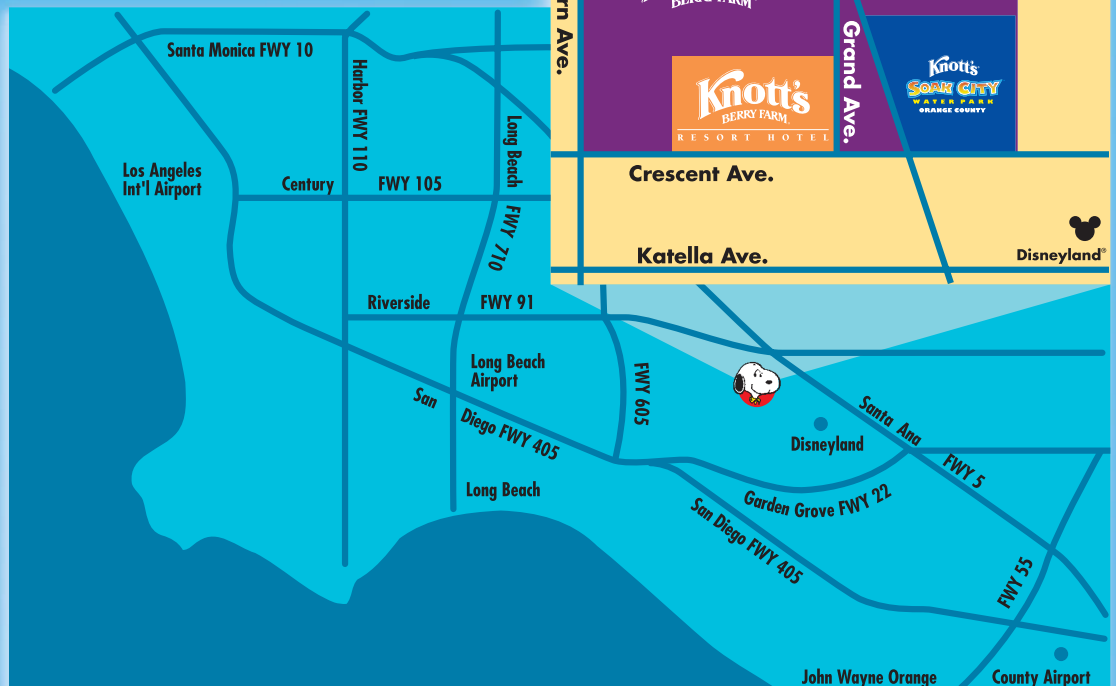 rn Ave.
Grand Ave.
Knott's
BERRY FARM
RESORT HOTEL
Knott's
SOAK CITY
WATER PARK
ORANGE COUNTY
Crescent Ave.
Katella Ave.
Disneyland®
Santa Monica FWY 10
Harbor FWY 110
Long Beach FWY 710
Los Angeles
Int'l Airport
Century FWY 105
Riverside FWY 91
Long Beach
Airport
San Diego FWY 405
FWY 605
Long Beach
Disneyland
Santa Ana FWY 5
Garden Grove FWY 22
San Diego FWY 405
FWY 55
John Wayne Orange County Airport